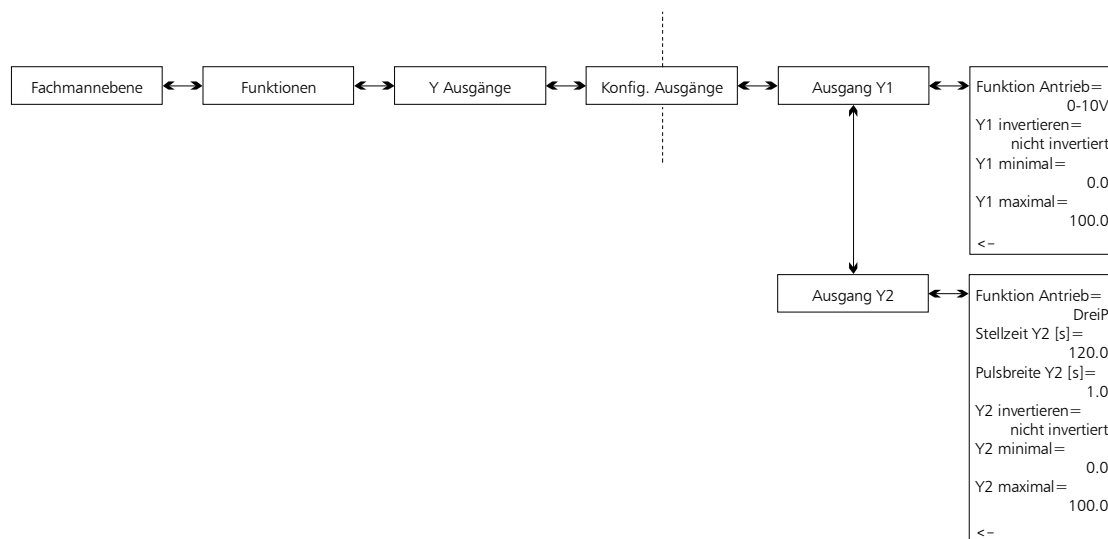 Fachmannebene
Funktionen
Y Ausgänge
Konfig. Ausgänge
Ausgang Y1
Funktion Antrieb=
0-10V
Y1 invertieren=
nicht invertiert
Y1 minimal=
0.0
Y1 maximal=
100.0
<-
Ausgang Y2
Funktion Antrieb=
DreiP
Stellzeit Y2 [s]=
120.0
Pulsbreite Y2 [s]=
1.0
Y2 invertieren=
nicht invertiert
Y2 minimal=
0.0
Y2 maximal=
100.0
<-